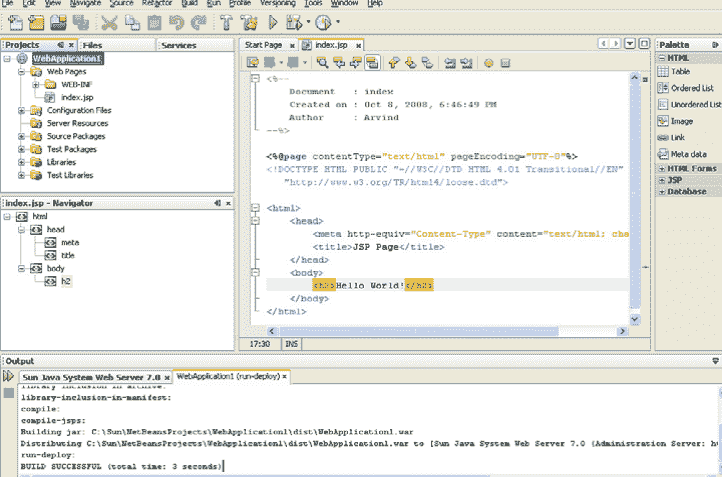 File Edit View Navigate Source Refactor Build Run Profile Versioning Tools Window Help
Projects Files Services
WebApplication1
Web Pages
WEB-INF
index.jsp
Configuration Files
Server Resources
Source Packages
Test Packages
Libraries
Test Libraries
index.jsp - Navigator
html
head
meta
title
body
h2
Start Page index.jsp
<%--
Document : index
Created on : Oct 8, 2008, 6:46:49 PM
Author : Arvind
--%>
<%@page contentType="text/html" pageEncoding="UTF-8"%>
<!DOCTYPE HTML PUBLIC "-//W3C//DTD HTML 4.01 Transitional//EN"
"http://www.w3.org/TR/html4/loose.dtd">
<html>
<head>
<meta http-equiv="Content-Type" content="text/html; cha
<title>JSP Page</title>
</head>
<body>
<h2>Hello World!</h2>
</body>
</html>
17:30 INS
Palette
HTML
Table
Ordered List
Unordered List
Image
Link
Meta data
HTML Forms
JSP
Database
Output
Sun Java System Web Server 7.0 WebApplication1 (run-deploy)
library-inclusion-in-archive:
library-inclusion-in-manifest:
compile:
compile-jsps:
Building jar: C:\Sun\NetBeansProjects\WebApplication1\dist\WebApplication1.war
Distributing C:\Sun\NetBeansProjects\WebApplication1\dist\WebApplication1.war to [Sun Java System Web Server 7.0 (Administration Server:
run-deploy:
BUILD SUCCESSFUL (total time: 3 seconds)